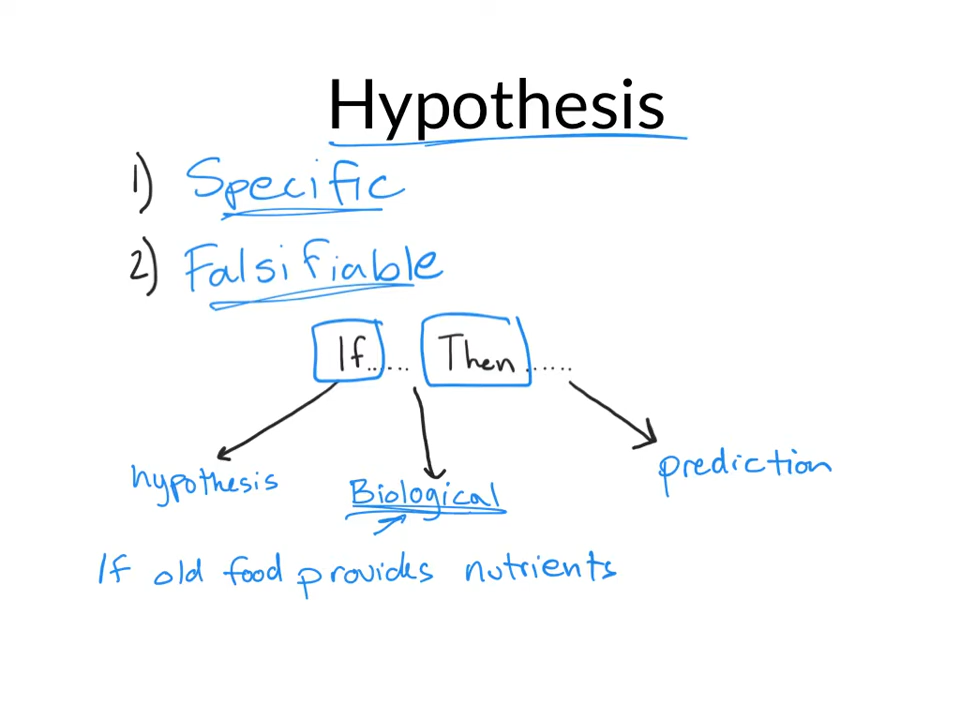 Hypothesis
1) Specific
2) Falsifiable
If..... Then.....
hypothesis
Biological
prediction
If old food provides nutrients